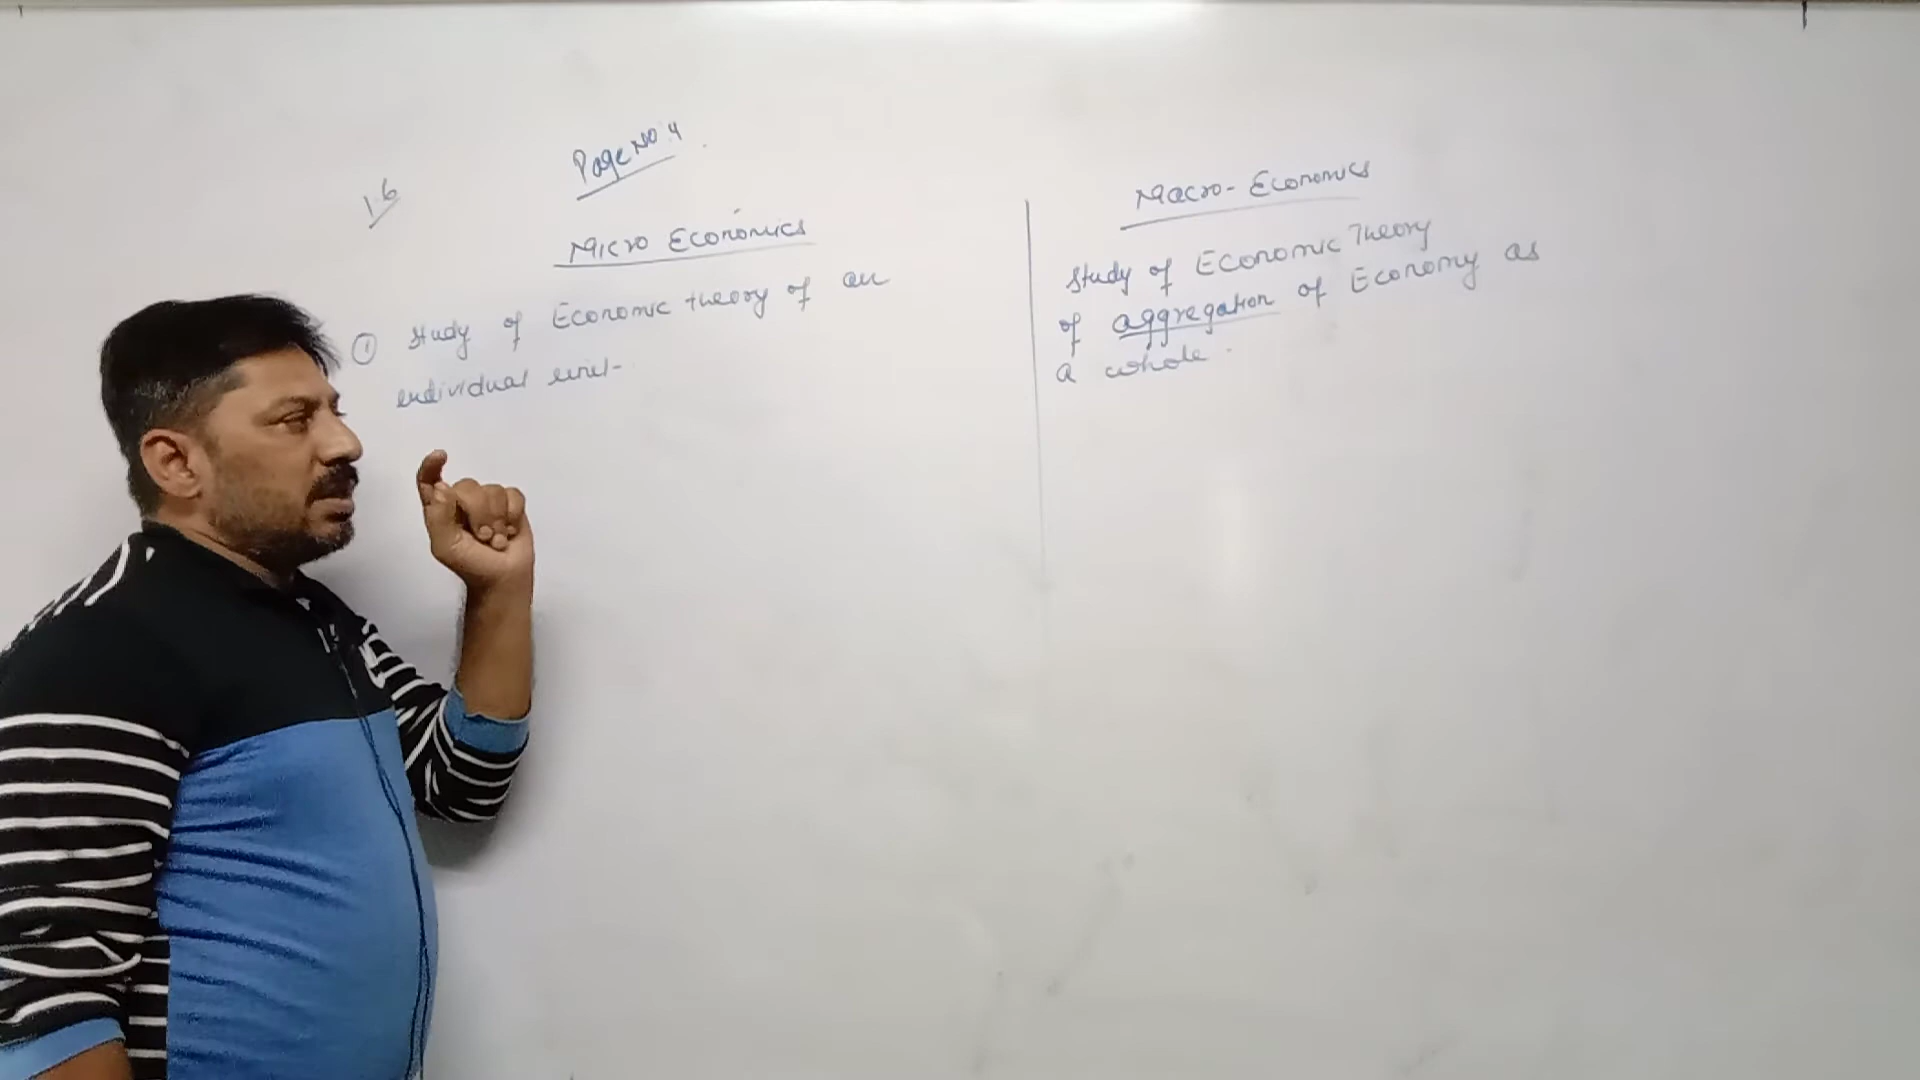 Page No. 4
1.6
Micro Economics
① Study of Economic theory of an
individual unit-
Macro-Economics
Study of Economic Theory
of aggregation of Economy as
a whole.